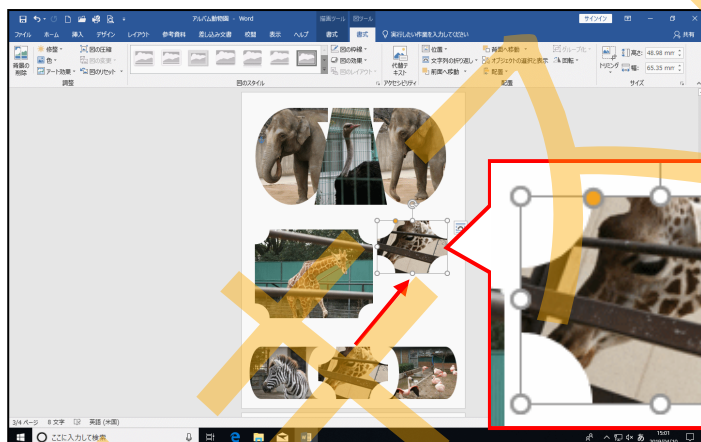 アルバム動物園 - Word
描画ツール 図ツール
サインイン
ファイル ホーム 挿入 デザイン レイアウト 参考資料 差し込み文書 校閲 表示 ヘルプ 書式 書式 実行したい作業を入力してください 共有
背景の
削除
修整
色
アート効果
図の圧縮
図の変更
図のリセット
調整
図のスタイル
図の枠線
図の効果
図のレイアウト
代替テ
キスト
アクセシビリティ
位置
文字列の折り返し
前面へ移動
背面へ移動
オブジェクトの選択と表示
配置
グループ化
回転
配置
トリミング
高さ: 48.98 mm
幅: 65.25 mm
サイズ
3/4 ページ 8 文字 英語 (米国)
ここに入力して検索
15:01